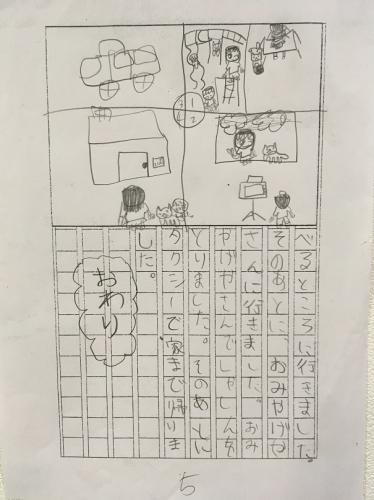 1
2
べるところに行きました。
そのあとに、おみやげや
さんに行きました。おみ
やげやさんでしゃしんを
とりました。そのあとに
タクシーで家まで帰りま
した。
おわり
5